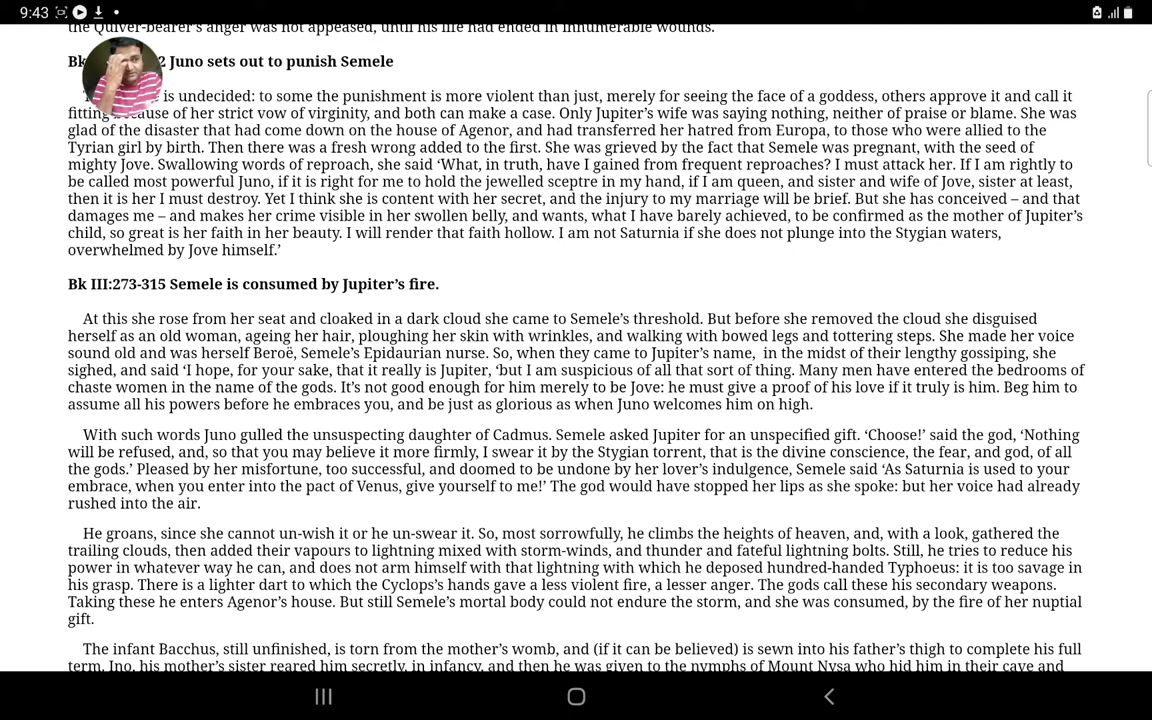 9:43
the Quiver-bearer's anger was not appeased, until his life had ended in innumerable wounds.
Bk 2 Juno sets out to punish Semele
is undecided: to some the punishment is more violent than just, merely for seeing the face of a goddess, others approve it and call it
fitting because of her strict vow of virginity, and both can make a case. Only Jupiter's wife was saying nothing, neither of praise or blame. She was
glad of the disaster that had come down on the house of Agenor, and had transferred her hatred from Europa, to those who were allied to the
Tyrian girl by birth. Then there was a fresh wrong added to the first. She was grieved by the fact that Semele was pregnant, with the seed of
mighty Jove. Swallowing words of reproach, she said ‘What, in truth, have I gained from frequent reproaches? I must attack her. If I am rightly to
be called most powerful Juno, if it is right for me to hold the jewelled sceptre in my hand, if I am queen, and sister and wife of Jove, sister at least,
then it is her I must destroy. Yet I think she is content with her secret, and the injury to my marriage will be brief. But she has conceived – and that
damages me – and makes her crime visible in her swollen belly, and wants, what I have barely achieved, to be confirmed as the mother of Jupiter's
child, so great is her faith in her beauty. I will render that faith hollow. I am not Saturnia if she does not plunge into the Stygian waters,
overwhelmed by Jove himself.’
Bk III:273-315 Semele is consumed by Jupiter's fire.
At this she rose from her seat and cloaked in a dark cloud she came to Semele's threshold. But before she removed the cloud she disguised
herself as an old woman, ageing her hair, ploughing her skin with wrinkles, and walking with bowed legs and tottering steps. She made her voice
sound old and was herself Beroë, Semele's Epidaurian nurse. So, when they came to Jupiter's name, in the midst of their lengthy gossiping, she
sighed, and said ‘I hope, for your sake, that it really is Jupiter, ‘but I am suspicious of all that sort of thing. Many men have entered the bedrooms of
chaste women in the name of the gods. It's not good enough for him merely to be Jove: he must give a proof of his love if it truly is him. Beg him to
assume all his powers before he embraces you, and be just as glorious as when Juno welcomes him on high.
With such words Juno gulled the unsuspecting daughter of Cadmus. Semele asked Jupiter for an unspecified gift. ‘Choose!’ said the god, ‘Nothing
will be refused, and, so that you may believe it more firmly, I swear it by the Stygian torrent, that is the divine conscience, the fear, and god, of all
the gods.’ Pleased by her misfortune, too successful, and doomed to be undone by her lover's indulgence, Semele said ‘As Saturnia is used to your
embrace, when you enter into the pact of Venus, give yourself to me!’ The god would have stopped her lips as she spoke: but her voice had already
rushed into the air.
He groans, since she cannot un-wish it or he un-swear it. So, most sorrowfully, he climbs the heights of heaven, and, with a look, gathered the
trailing clouds, then added their vapours to lightning mixed with storm-winds, and thunder and fateful lightning bolts. Still, he tries to reduce his
power in whatever way he can, and does not arm himself with that lightning with which he deposed hundred-handed Typhoeus: it is too savage in
his grasp. There is a lighter dart to which the Cyclops's hands gave a less violent fire, a lesser anger. The gods call these his secondary weapons.
Taking these he enters Agenor's house. But still Semele's mortal body could not endure the storm, and she was consumed, by the fire of her nuptial
gift.
The infant Bacchus, still unfinished, is torn from the mother's womb, and (if it can be believed) is sewn into his father's thigh to complete his full
term. Ino, his mother's sister reared him secretly, in infancy, and then he was given to the nymphs of Mount Nysa who hid him in their cave and